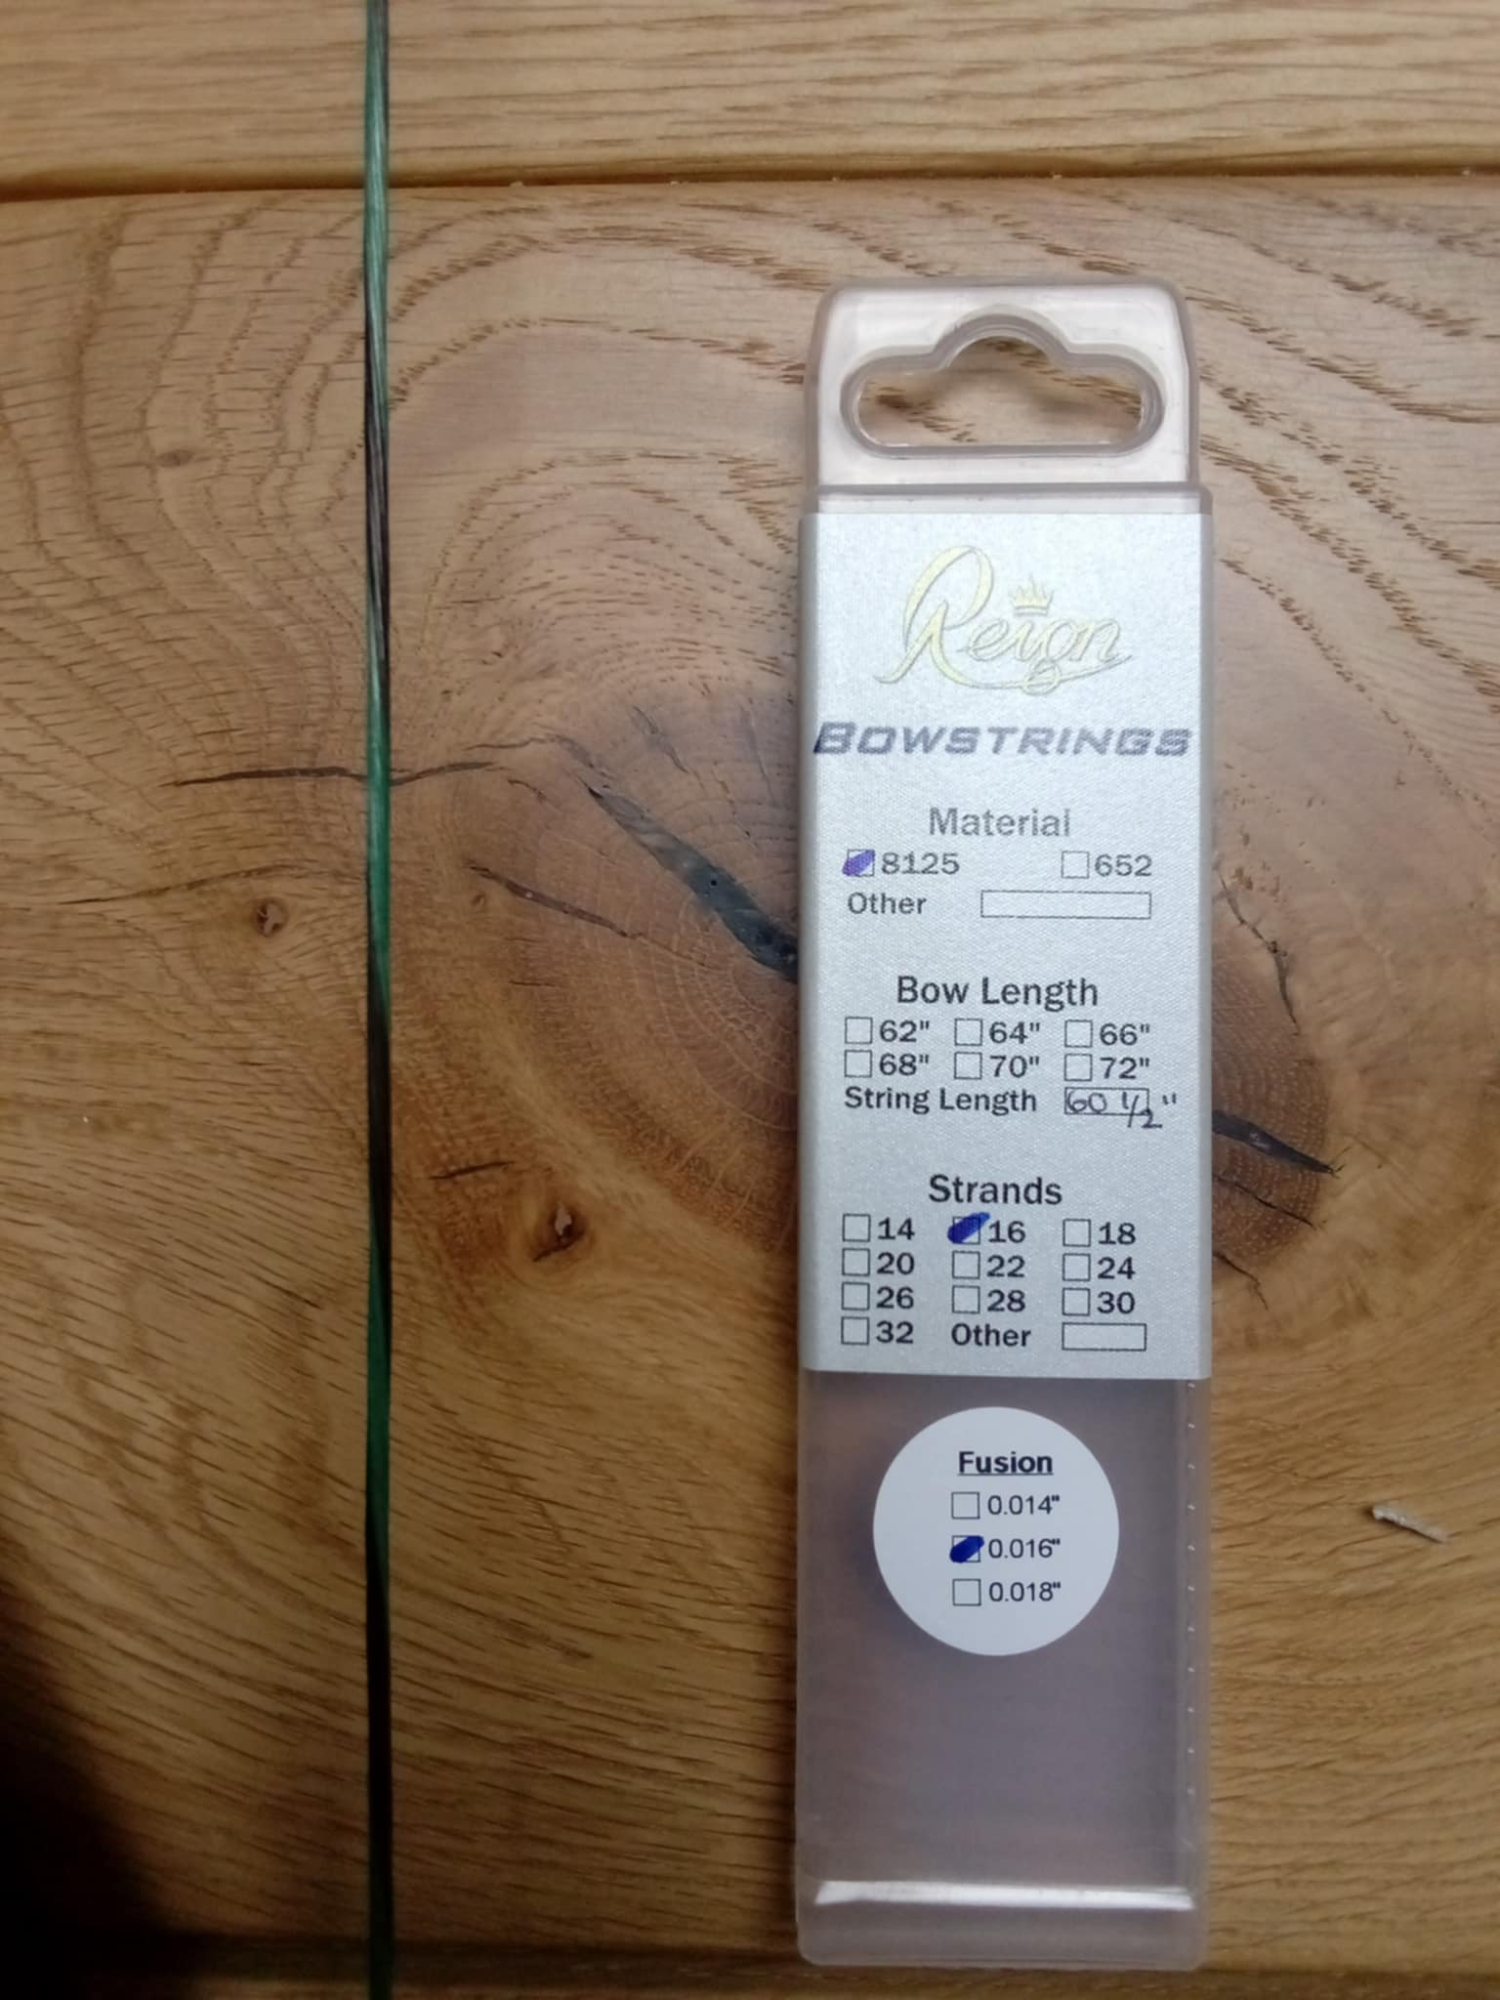 Reign
BOWSTRINGS
Material
8125 652
Other
Bow Length
62" 64" 66"
68" 70" 72"
String Length 60 1/2"
Strands
14 16 18
20 22 24
26 28 30
32 Other
Fusion
0.014"
0.016"
0.018"